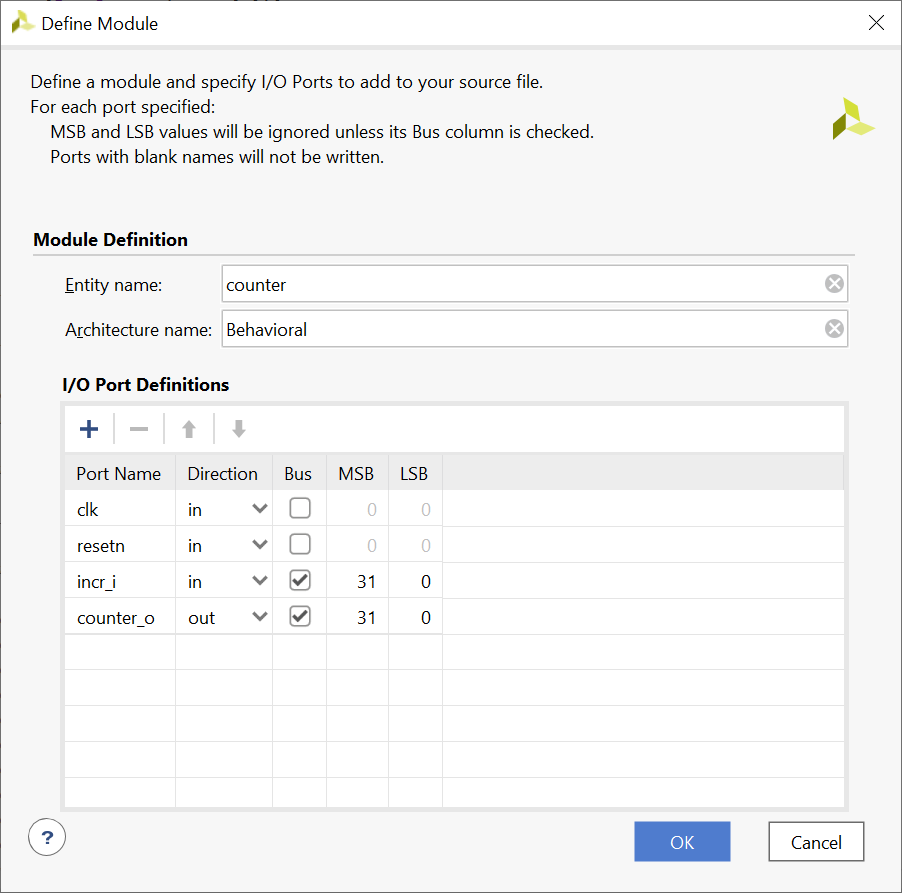 Define Module
Define a module and specify I/O Ports to add to your source file.
For each port specified:
MSB and LSB values will be ignored unless its Bus column is checked.
Ports with blank names will not be written.
Module Definition
Entity name: counter
Architecture name: Behavioral
I/O Port Definitions
Port Name Direction Bus MSB LSB
clk in 0 0
resetn in 0 0
incr_i in 31 0
counter_o out 31 0
? OK Cancel